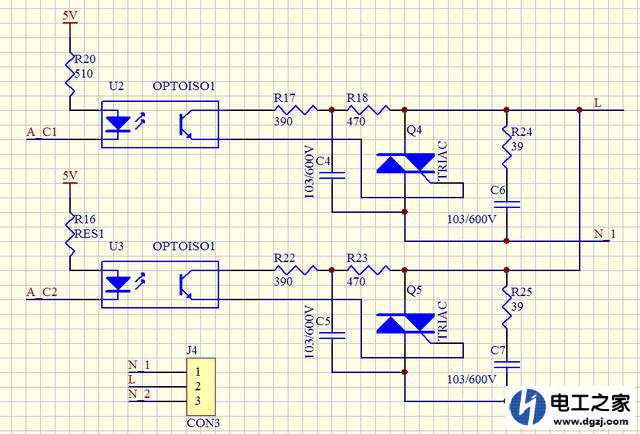 5V
R20
510
U2 OPTOISO1
A_C1
R17
390
R18
470
L
Q4
TRIAC
R24
39
C4
103/600V
C6
103/600V
N_1
5V
R16
RES1
U3 OPTOISO1
A_C2
R22
390
R23
470
Q5
TRIAC
R25
39
C5
103/600V
C7
103/600V
J4
N_1 1
L 2
N_2 3
CON3
电工之家
www.dgzj.com